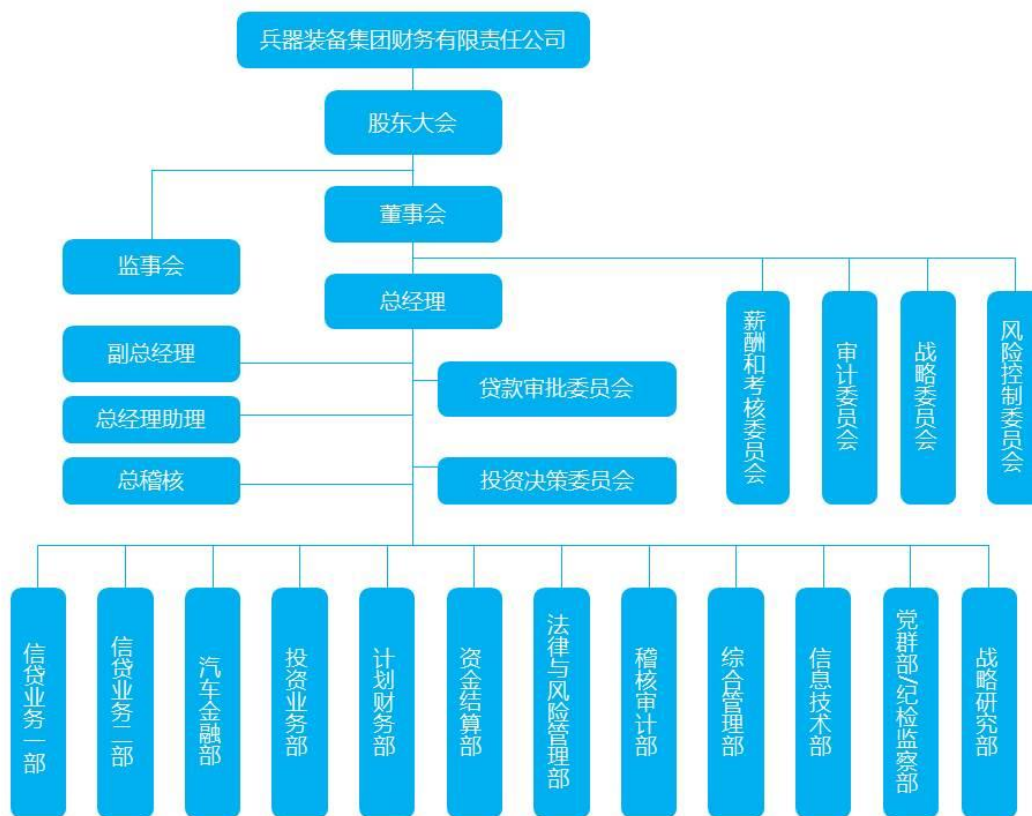 兵器装备集团财务有限责任公司
股东大会
董事会
监事会
总经理
副总经理
总经理助理
总稽核
贷款审批委员会
投资决策委员会
薪酬和考核委员会
审计委员会
战略委员会
风险控制委员会
信贷业务一部
信贷业务二部
汽车金融部
投资业务部
计划财务部
资金结算部
法律与风险管理部
稽核审计部
综合管理部
信息技术部
党群部/纪检监察部
战略研究部